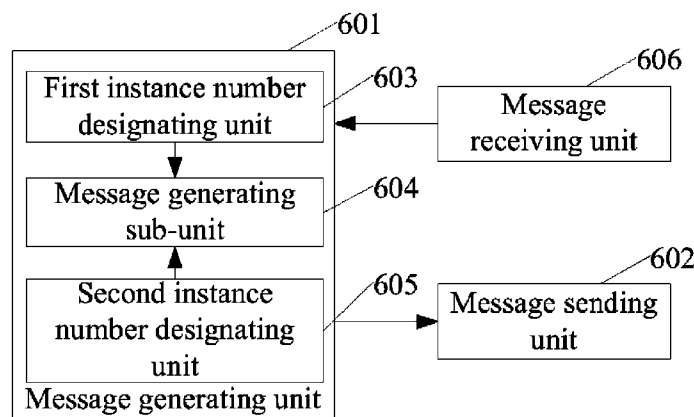 601
First instance number
designating unit
603
606
Message
receiving unit
Message generating
sub-unit
604
Second instance
number designating
unit
605
602
Message sending
unit
Message generating unit